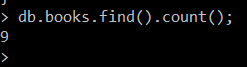 > db.books.find().count();
9
>